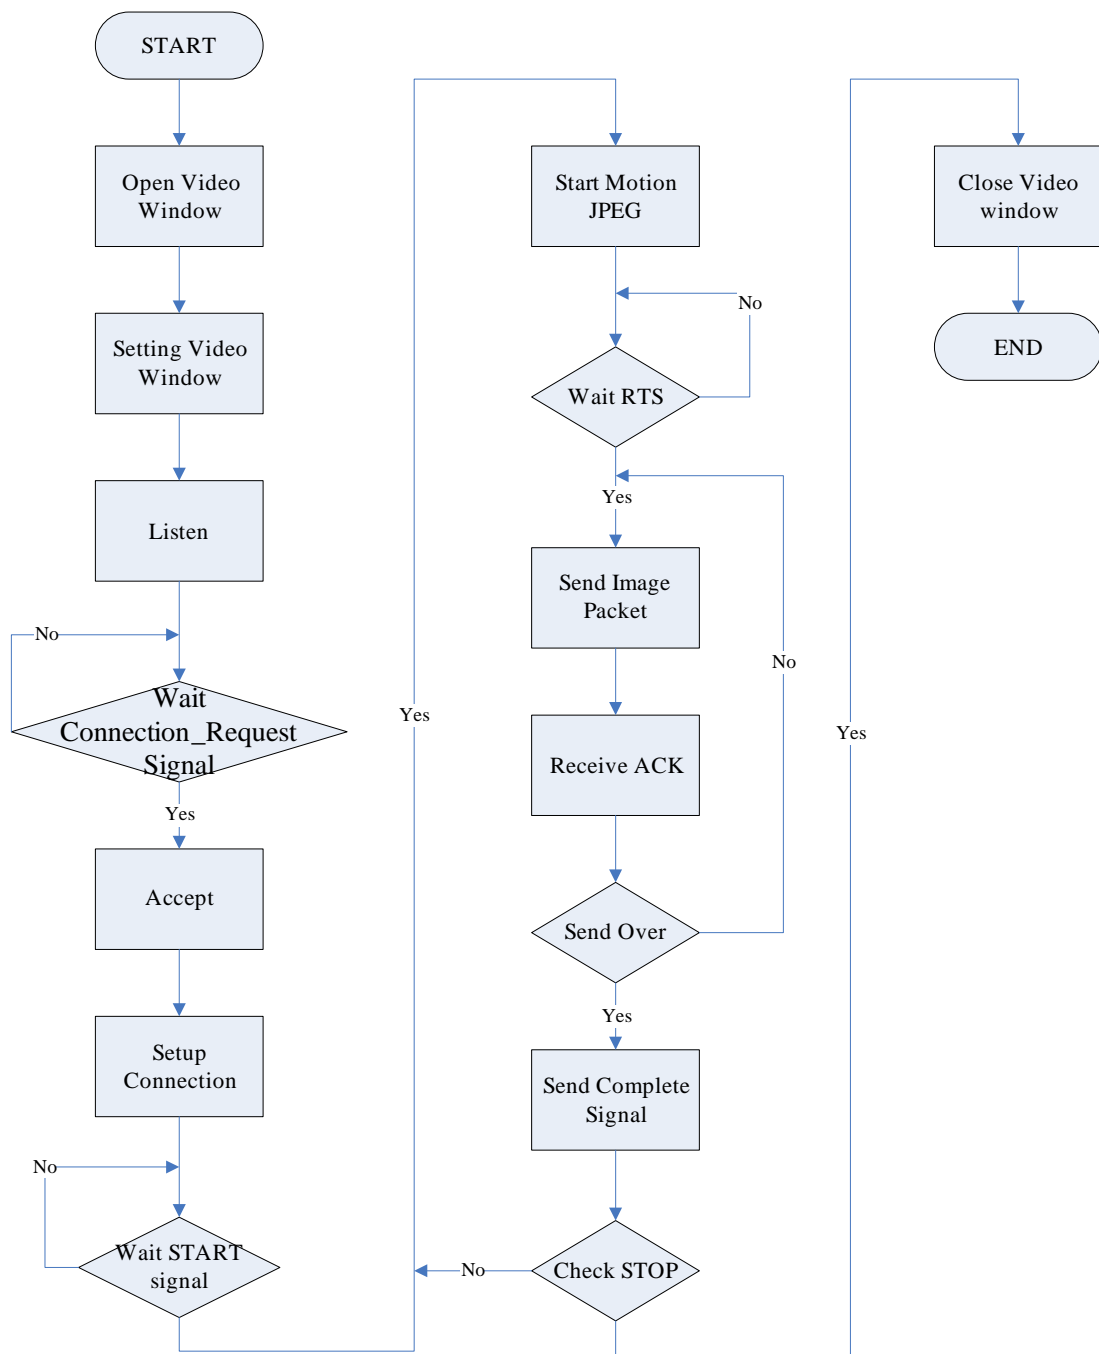 START
Open Video
Window
Setting Video
Window
Listen
No
Wait
Connection_Request
Signal
Yes
Accept
Setup
Connection
No
Wait START
signal
Yes
Start Motion
JPEG
No
Wait RTS
Yes
Send Image
Packet
No
Receive ACK
Send Over
Yes
Send Complete
Signal
No
Check STOP
Yes
Close Video
window
END